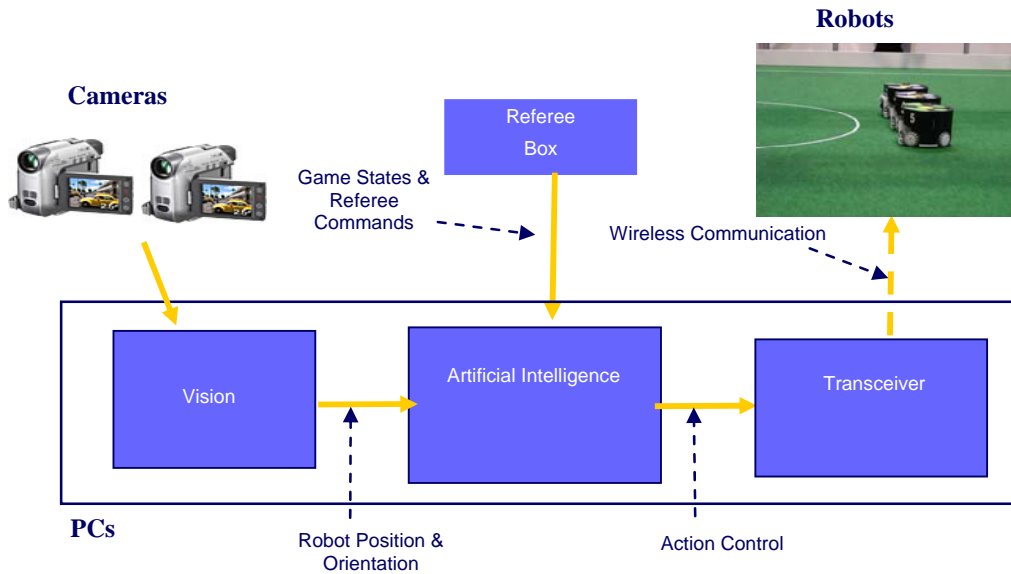 Robots
Cameras
5
Referee
Box
Game States &
Referee
Commands
Wireless Communication
Vision
Artificial Intelligence
Transceiver
PCs
Robot Position &
Orientation
Action Control